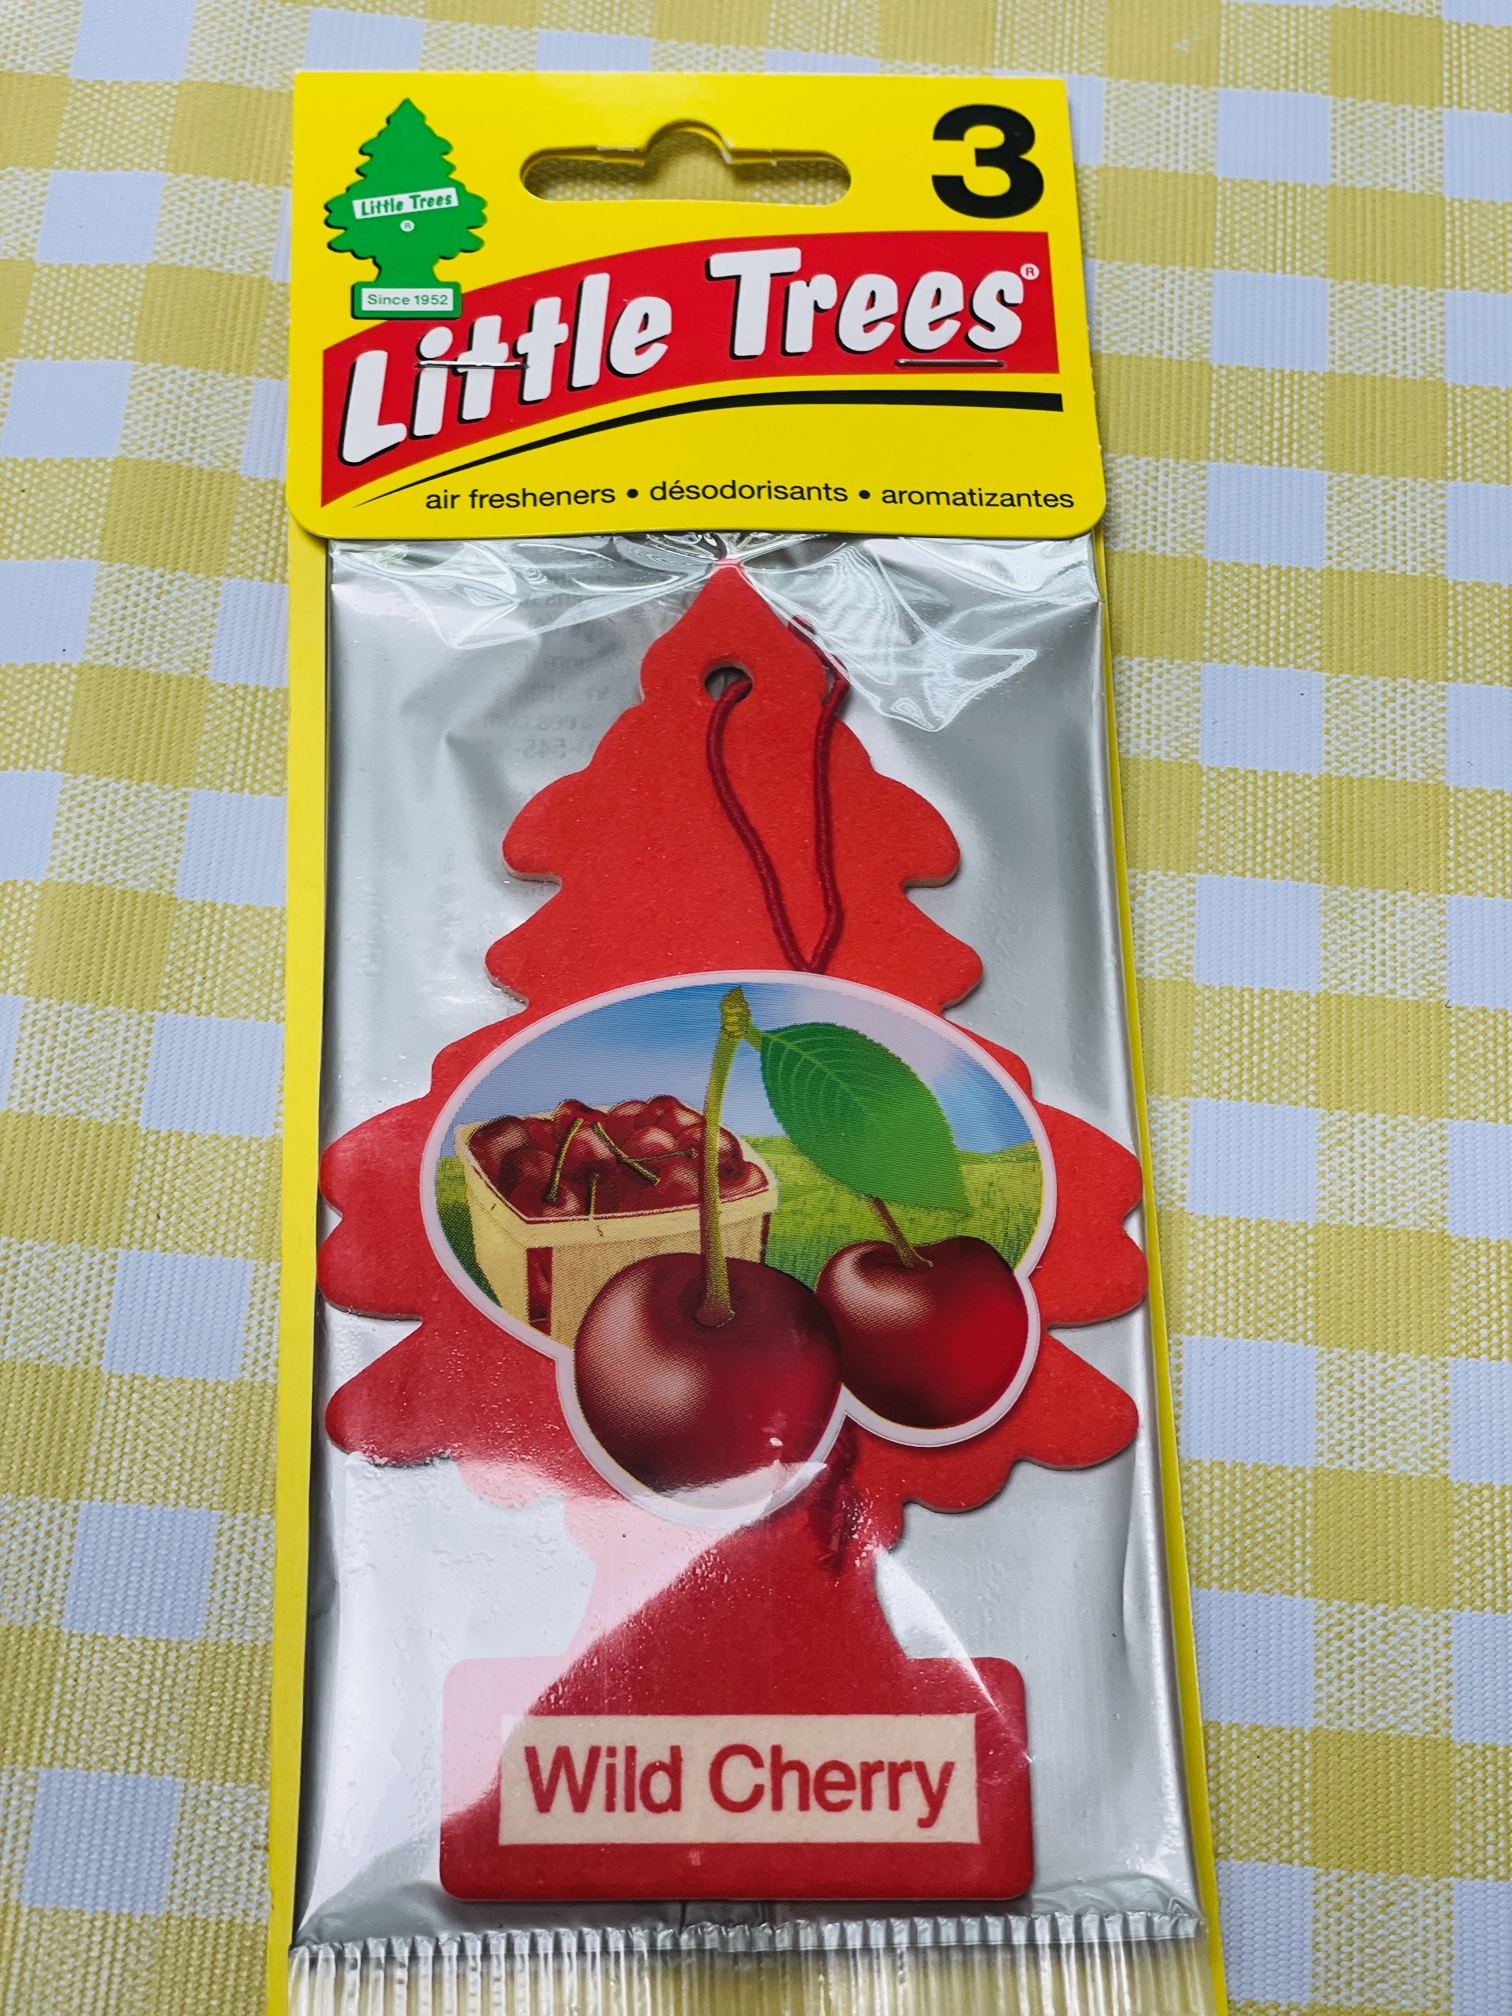 3
Little Trees
®
Since 1952
Little Trees®
air fresheners • désodorisants • aromatizantes
Wild Cherry